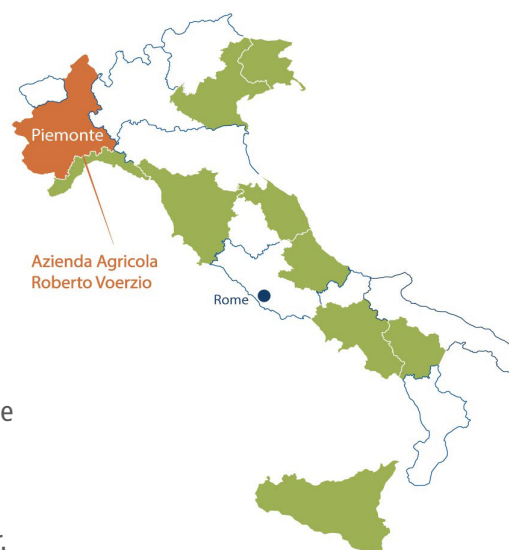 Piemonte
Azienda Agricola
Roberto Voerzio
Rome
e
r.